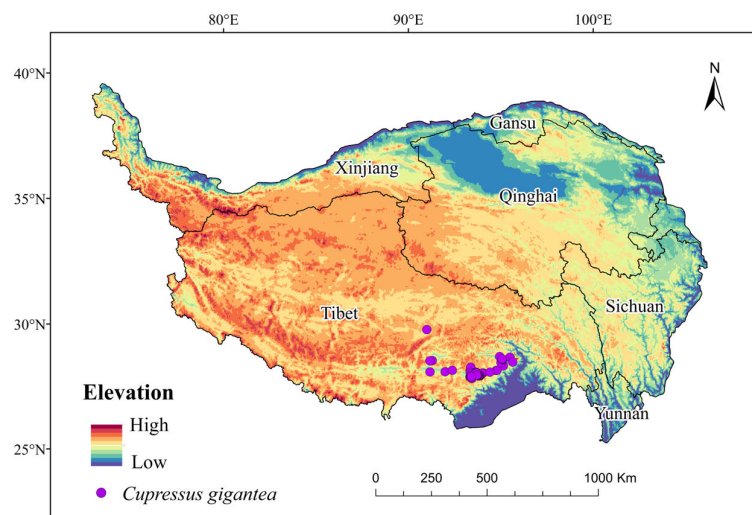 80°E 90°E 100°E
40°N
N
Gansu
Xinjiang
Qinghai
35°N
Sichuan
Tibet
30°N
Elevation
High
Low
Yunnan
25°N
0 250 500 1000 Km
Cupressus gigantea